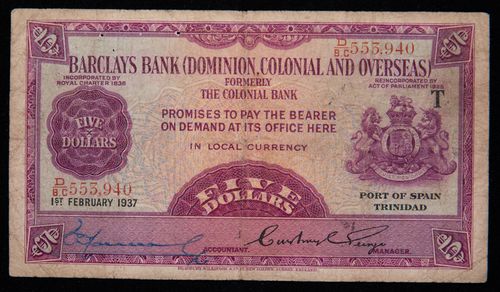 D/BC 555,940
BARCLAYS BANK (DOMINION, COLONIAL AND OVERSEAS)
INCORPORATED BY
ROYAL CHARTER 1836
FORMERLY
THE COLONIAL BANK
REINCORPORATED BY
ACT OF PARLIAMENT 1925
T
PROMISES TO PAY THE BEARER
ON DEMAND AT ITS OFFICE HERE
IN LOCAL CURRENCY
FIVE
DOLLARS
D/BC 555,940
1ST FEBRUARY 1937
FIVE
DOLLARS
PORT OF SPAIN
TRINIDAD
ACCOUNTANT.
MANAGER.